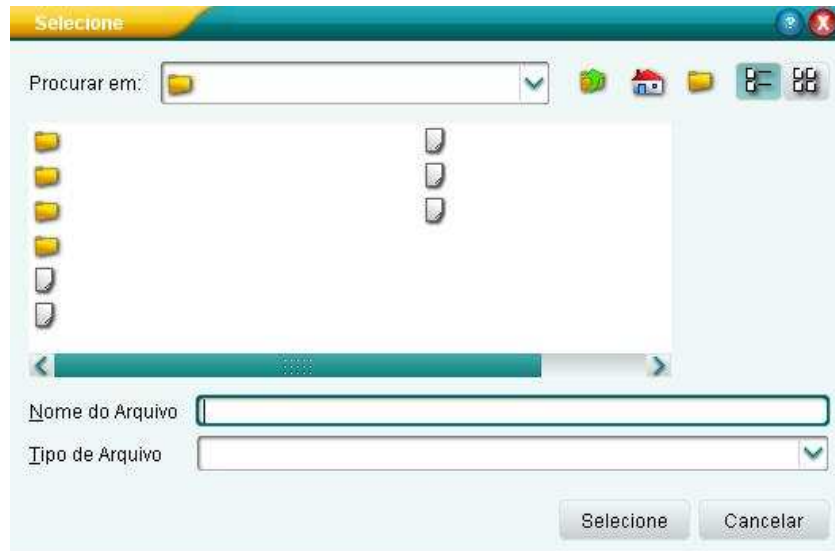 Selecione
Procurar em:
Nome do Arquivo
Tipo de Arquivo
Selecione Cancelar